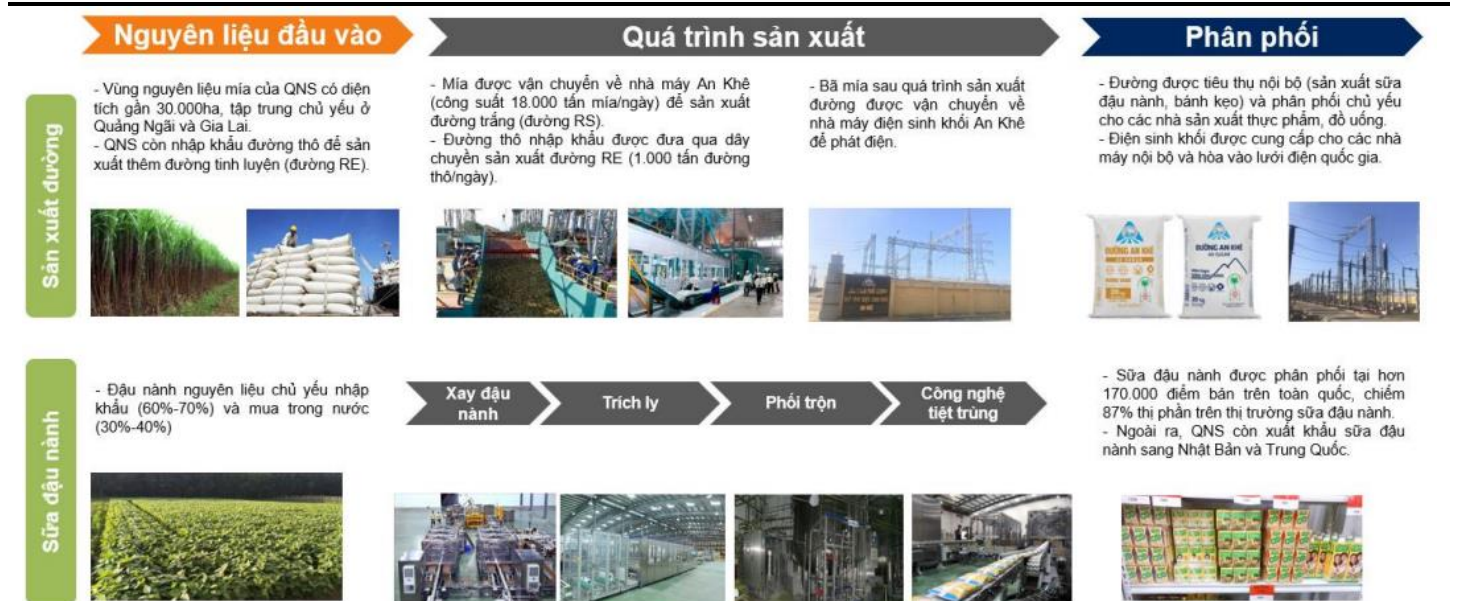 Nguyên liệu đầu vào
Quá trình sản xuất
Phân phối
Sản xuất đường
- Vùng nguyên liệu mía của QNS có diện
tích gần 30.000ha, tập trung chủ yếu ở
Quảng Ngãi và Gia Lai.
- QNS còn nhập khẩu đường thô để sản
xuất thêm đường tinh luyện (đường RE).
- Mía được vận chuyển về nhà máy An Khê
(công suất 18.000 tấn mía/ngày) để sản xuất
đường trắng (đường RS).
- Đường thô nhập khẩu được đưa qua dây
chuyền sản xuất đường RE (1.000 tấn đường
thô/ngày).
- Bã mía sau quá trình sản xuất
đường được vận chuyển về
nhà máy điện sinh khối An Khê
để phát điện.
- Đường được tiêu thụ nội bộ (sản xuất sữa
đậu nành, bánh kẹo) và phân phối chủ yếu
cho các nhà sản xuất thực phẩm, đồ uống.
- Điện sinh khối được cung cấp cho các nhà
máy nội bộ và hòa vào lưới điện quốc gia.
ĐƯỜNG AN KHÊ
ĐƯỜNG AN KHÊ
Sữa đậu nành
- Đậu nành nguyên liệu chủ yếu nhập
khẩu (60%-70%) và mua trong nước
(30%-40%)
Xay đậu
nành
Trích ly
Phối trộn
Công nghệ
tiệt trùng
- Sữa đậu nành được phân phối tại hơn
170.000 điểm bán trên toàn quốc, chiếm
87% thị phần trên thị trường sữa đậu nành.
- Ngoài ra, QNS còn xuất khẩu sữa đậu
nành sang Nhật Bản và Trung Quốc.